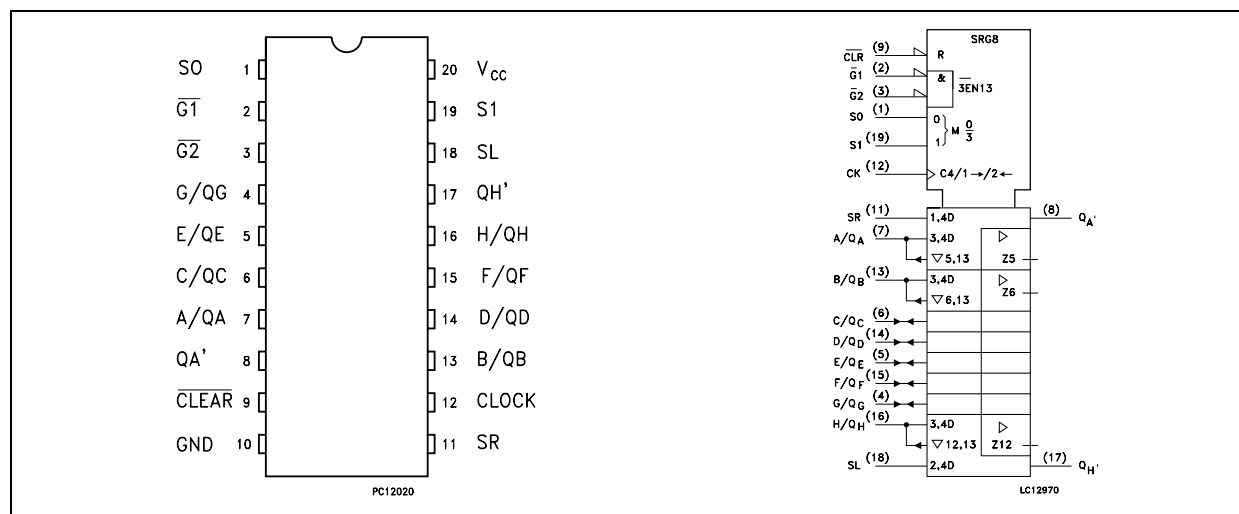 S0 1
G1 2
G2 3
G/QG 4
E/QE 5
C/QC 6
A/QA 7
QA' 8
CLEAR 9
GND 10
20 VCC
19 S1
18 SL
17 QH'
16 H/QH
15 F/QF
14 D/QD
13 B/QB
12 CLOCK
11 SR
PC12020
SRG8
CLR (9) R
G1 (2) &
3EN13
G2 (3)
S0 (1) 0
M 0/3
S1 (19) 1
CK (12) C4/1→/2←
SR (11) 1,4D (8) QA'
A/QA (7) 3,4D ▷
▽5,13 Z5
B/QB (13) 3,4D ▷
Z6
▽6,13
C/QC (6)
D/QD (14)
E/QE (5)
F/QF (15)
G/QG (4)
H/QH (16) 3,4D ▷
▽12,13 Z12
SL (18) 2,4D (17) QH'
LC12970